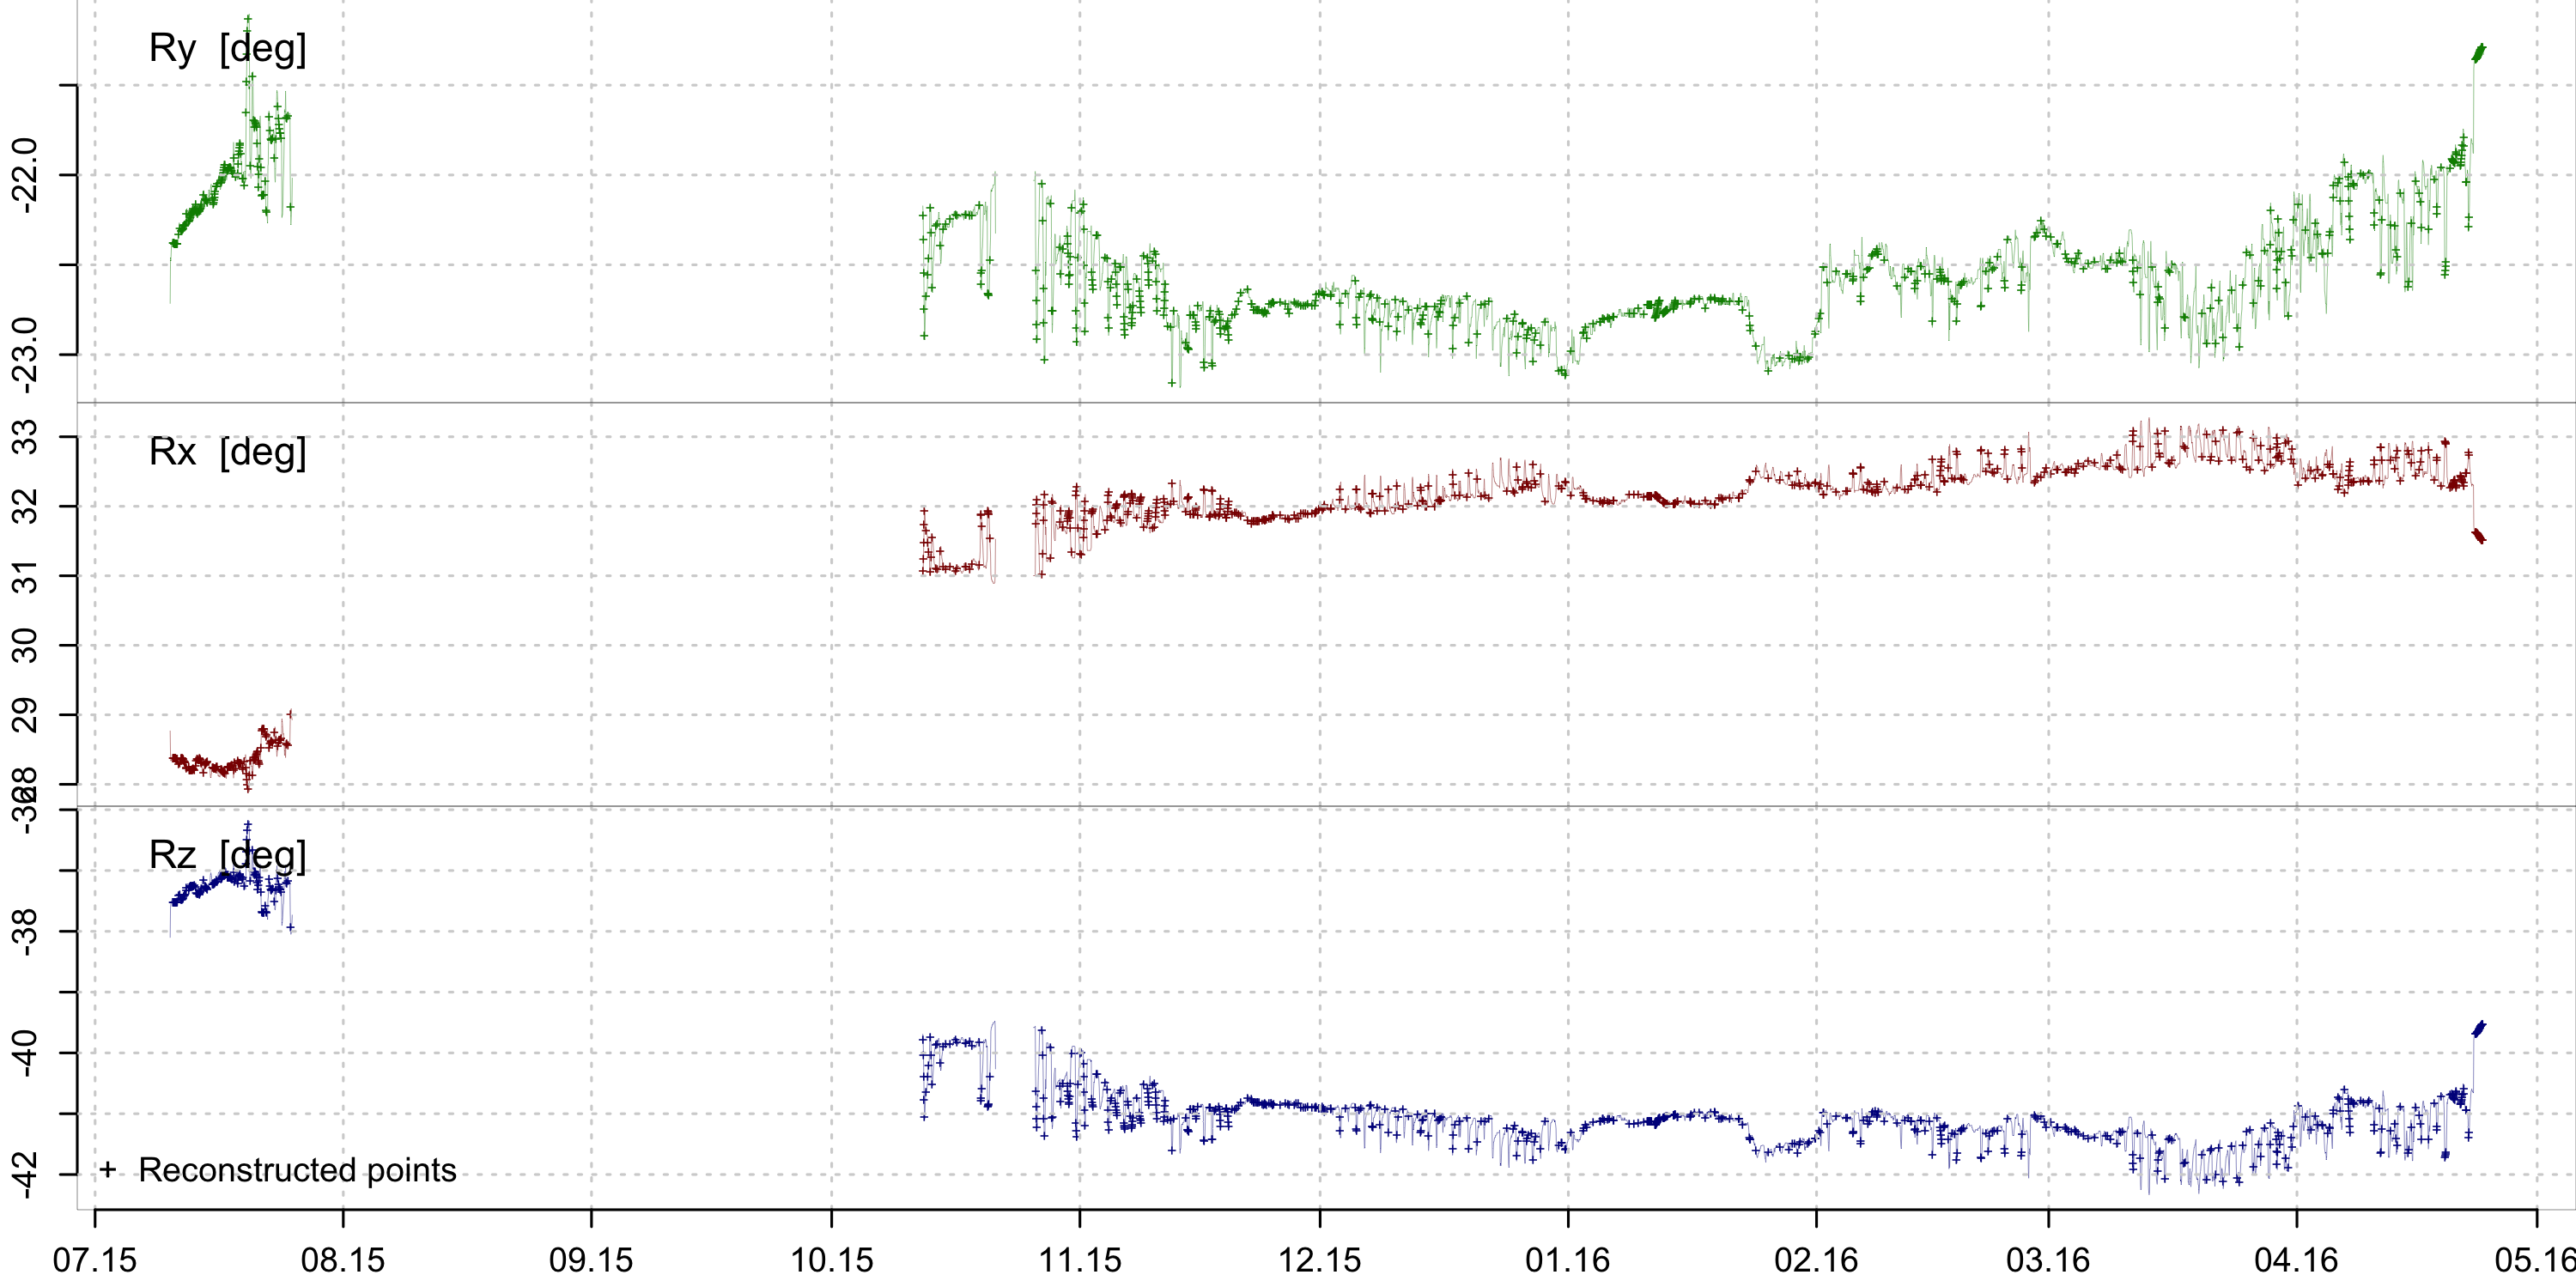 Ry [deg]
-22.0
-23.0
Rx [deg]
33
32
31
30
29
28
-36
Rz [deg]
-38
-40
-42
+ Reconstructed points
07.15 08.15 09.15 10.15 11.15 12.15 01.16 02.16 03.16 04.16 05.16